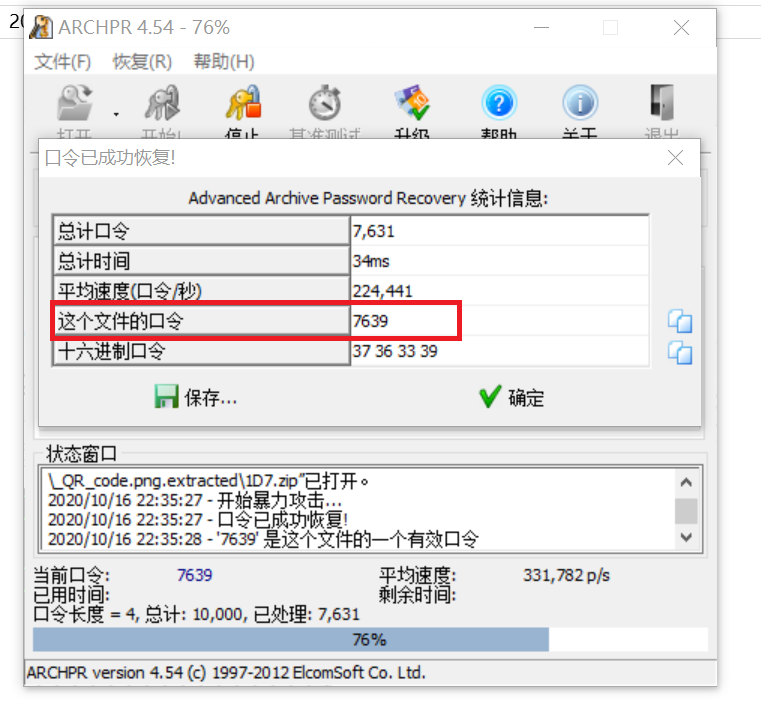 20
ARCHPR 4.54 - 76%
文件(F) 恢复(R) 帮助(H)
打开 开始! 停止 基准测试 升级 帮助 关于 退出
口令已成功恢复!
Advanced Archive Password Recovery 统计信息:
总计口令 7,631
总计时间 34ms
平均速度(口令/秒) 224,441
这个文件的口令 7639
十六进制口令 37 36 33 39
保存... 确定
状态窗口
\_QR_code.png.extracted\1D7.zip"已打开。
2020/10/16 22:35:27 - 开始暴力攻击...
2020/10/16 22:35:27 - 口令已成功恢复!
2020/10/16 22:35:28 - '7639' 是这个文件的一个有效口令
当前口令: 7639 平均速度: 331,782 p/s
已用时间: 剩余时间:
口令长度 = 4, 总计: 10,000, 已处理: 7,631
76%
ARCHPR version 4.54 (c) 1997-2012 ElcomSoft Co. Ltd.